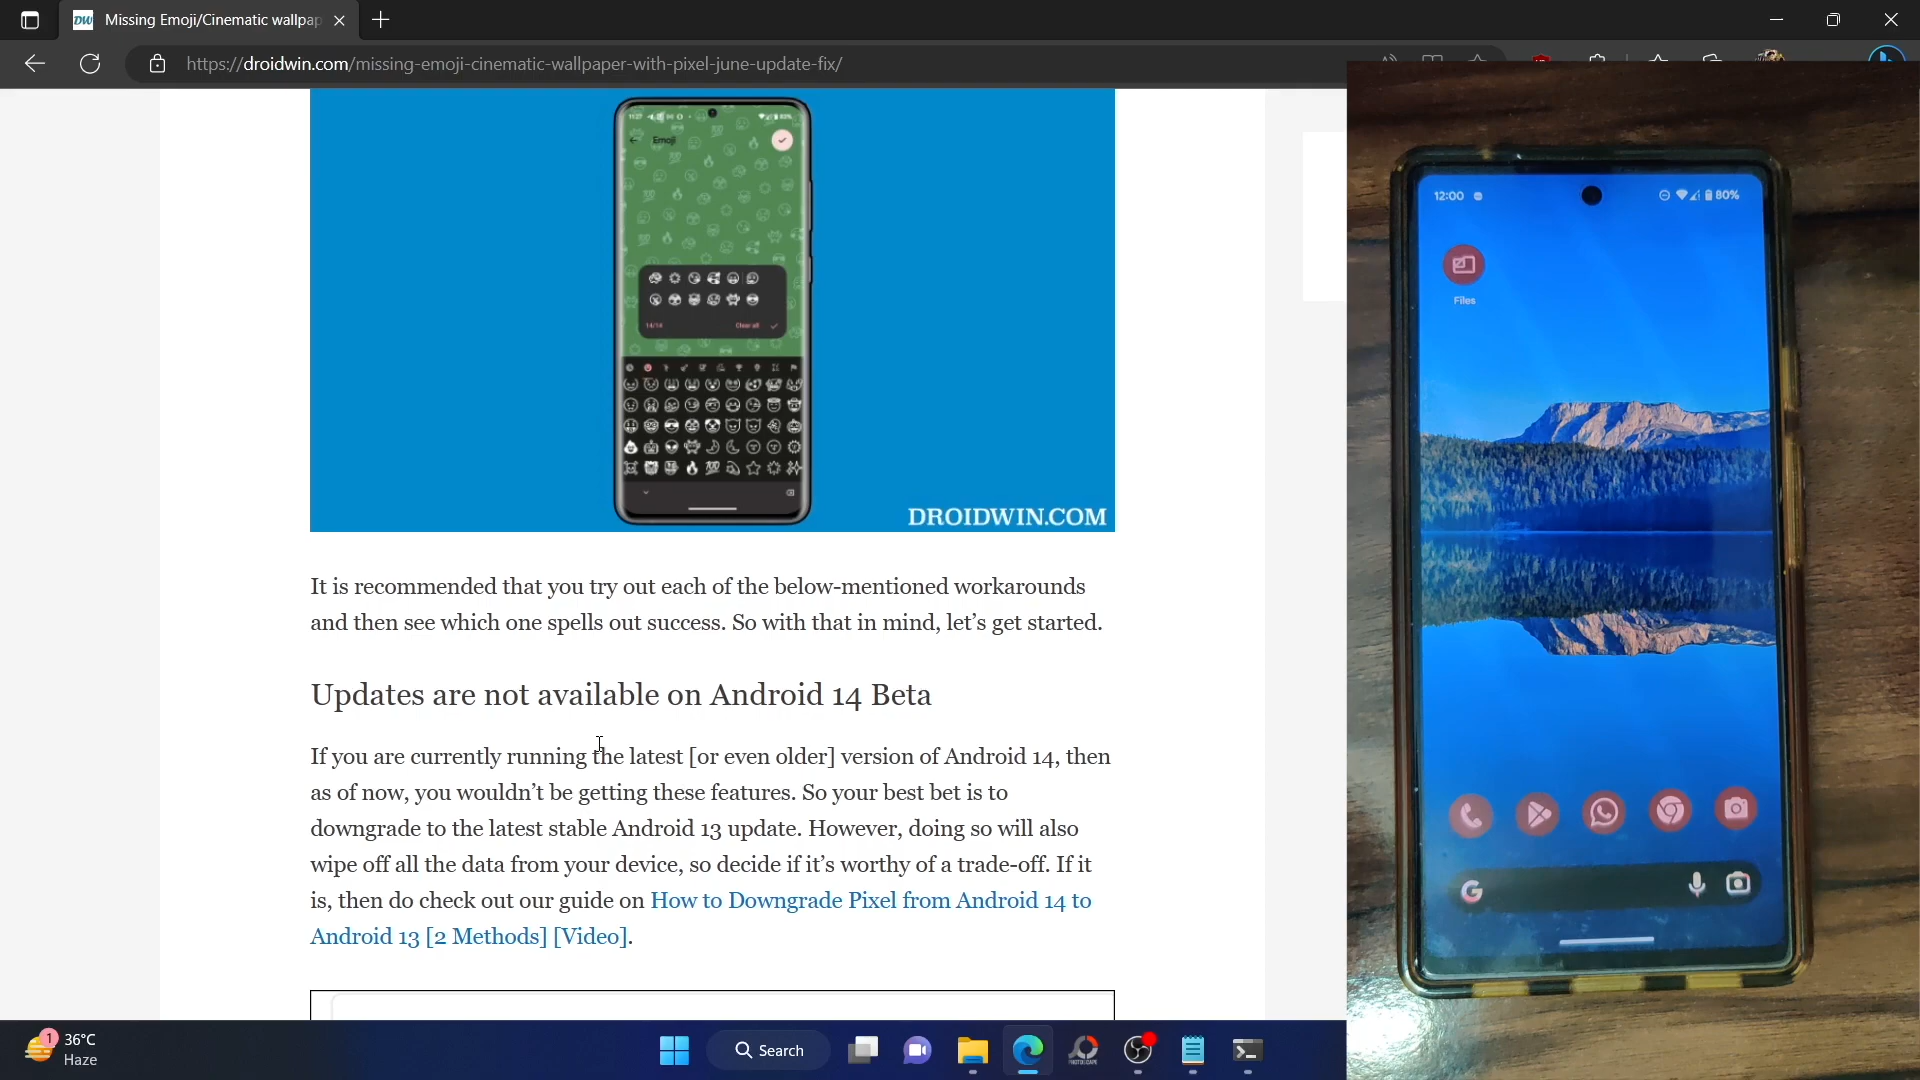 Missing Emoji/Cinematic wallpap
https://droidwin.com/missing-emoji-cinematic-wallpaper-with-pixel-june-update-fix/
Emoji
14/14
Clear all
DROIDWIN.COM
It is recommended that you try out each of the below-mentioned workarounds
and then see which one spells out success. So with that in mind, let’s get started.
Updates are not available on Android 14 Beta
If you are currently running the latest [or even older] version of Android 14, then
as of now, you wouldn’t be getting these features. So your best bet is to
downgrade to the latest stable Android 13 update. However, doing so will also
wipe off all the data from your device, so decide if it’s worthy of a trade-off. If it
is, then do check out our guide on How to Downgrade Pixel from Android 14 to
Android 13 [2 Methods] [Video].
12:00
80%
Files
1
36°C
Haze
Search